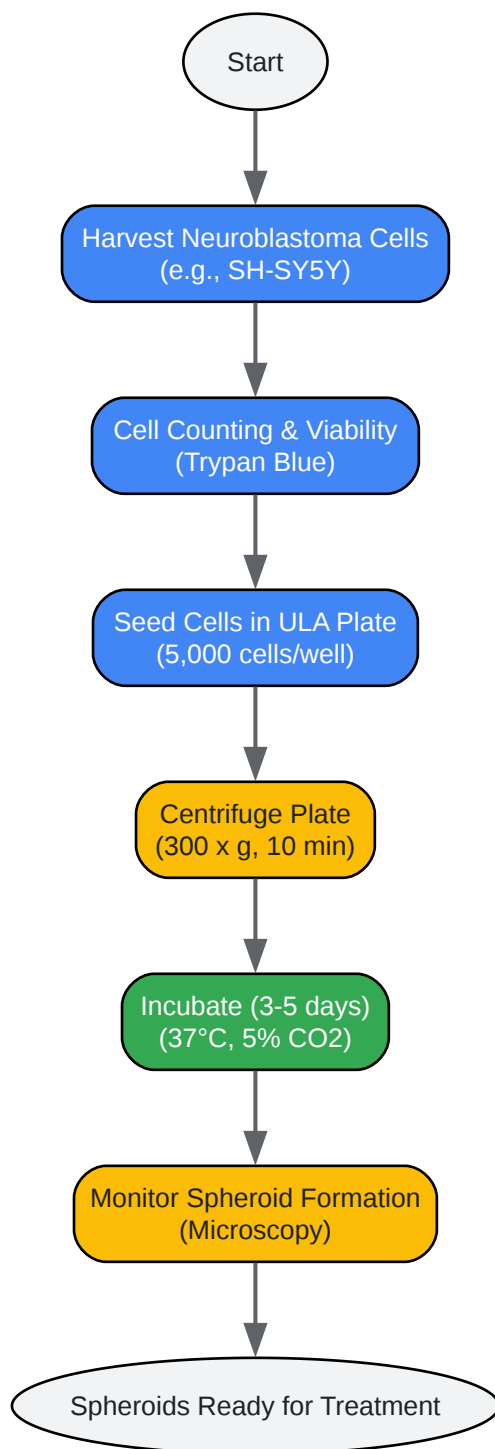 Start
Harvest Neuroblastoma Cells
(e.g., SH-SY5Y)
Cell Counting & Viability
(Trypan Blue)
Seed Cells in ULA Plate
(5,000 cells/well)
Centrifuge Plate
(300 x g, 10 min)
Incubate (3-5 days)
(37°C, 5% CO2)
Monitor Spheroid Formation
(Microscopy)
Spheroids Ready for Treatment